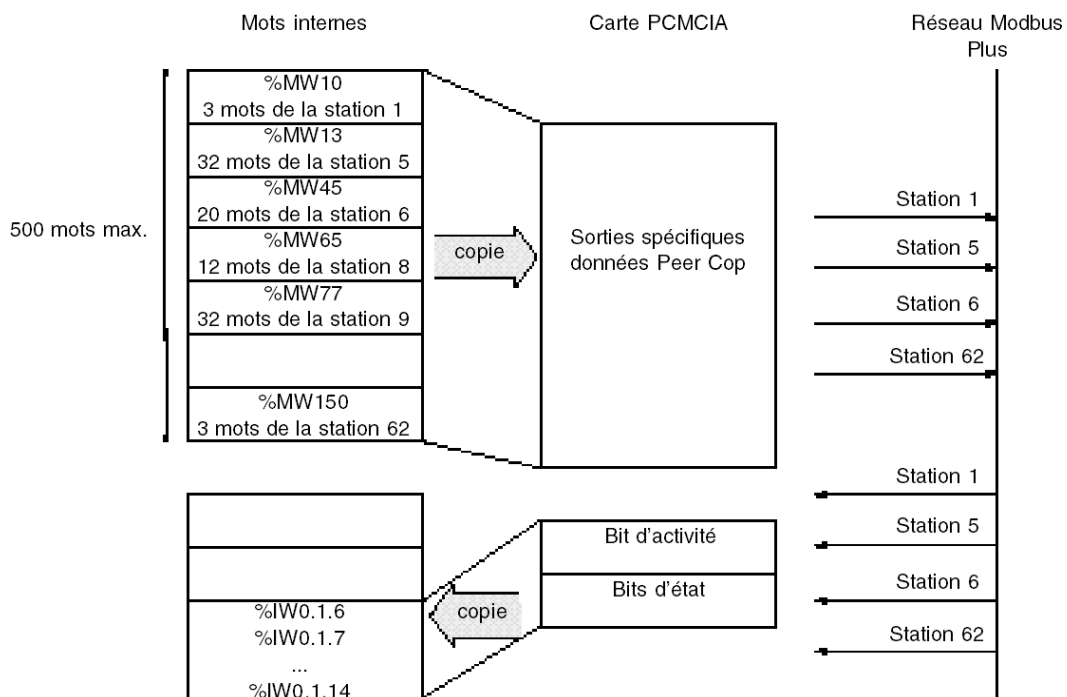 Mots internes
Carte PCMCIA
Réseau Modbus
Plus
%MW10
3 mots de la station 1
%MW13
32 mots de la station 5
%MW45
20 mots de la station 6
%MW65
12 mots de la station 8
%MW77
32 mots de la station 9
%MW150
3 mots de la station 62
500 mots max.
copie
Sorties spécifiques
données Peer Cop
Station 1
Station 5
Station 6
Station 62
%IW0.1.6
%IW0.1.7
...
%IW0.1.14
copie
Bit d'activité
Bits d'état
Station 1
Station 5
Station 6
Station 62